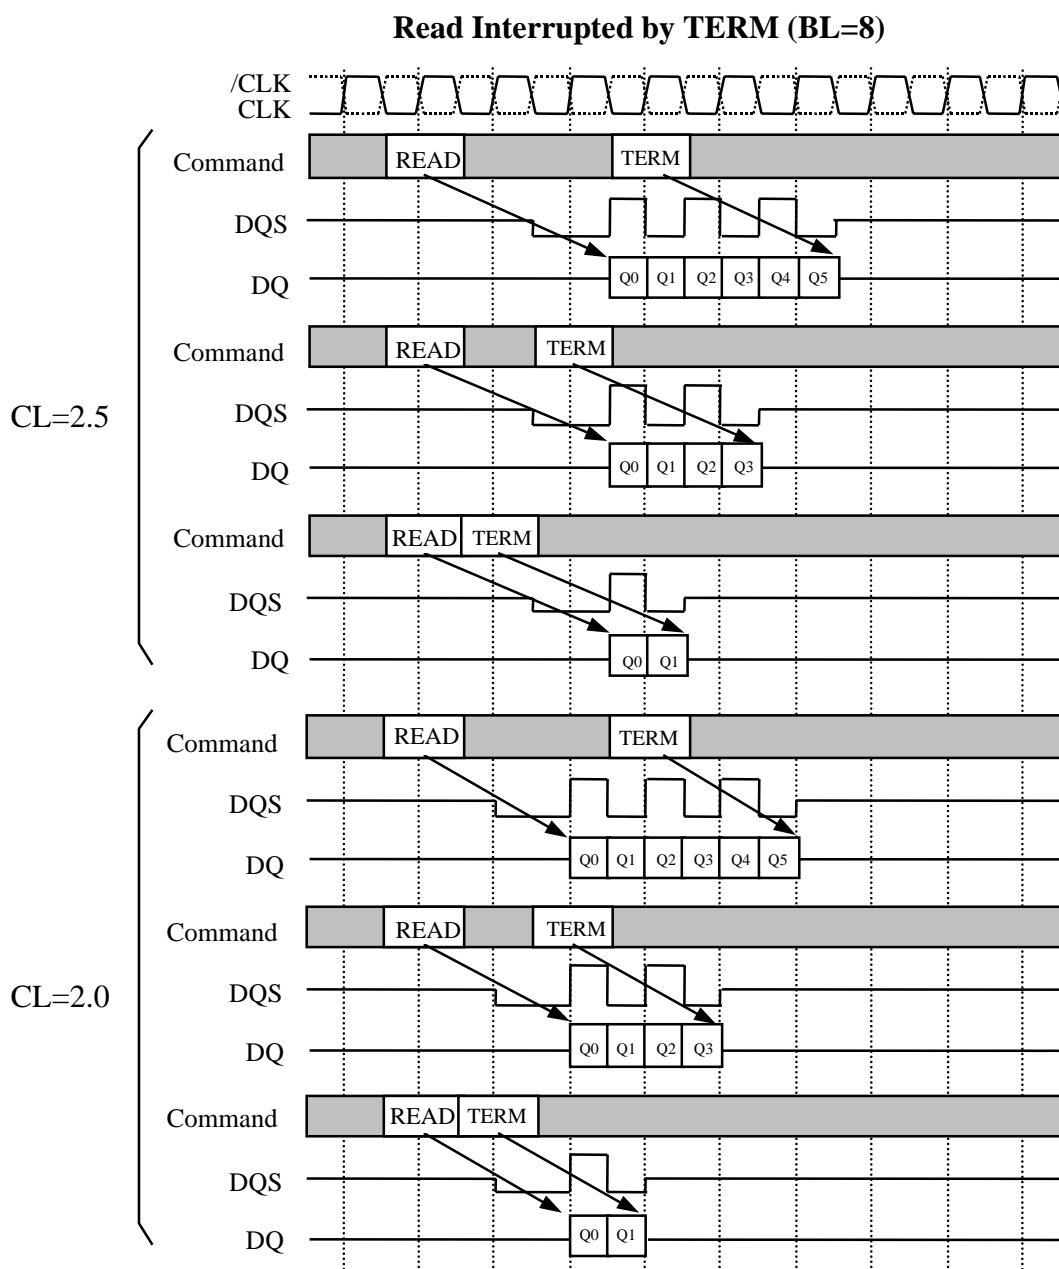 Read Interrupted by TERM (BL=8)
/CLK
CLK
Command READ TERM
DQS
DQ Q0 Q1 Q2 Q3 Q4 Q5
Command READ TERM
CL=2.5
DQS
DQ Q0 Q1 Q2 Q3
Command READ TERM
DQS
DQ Q0 Q1
Command READ TERM
DQS
DQ Q0 Q1 Q2 Q3 Q4 Q5
Command READ TERM
CL=2.0
DQS
DQ Q0 Q1 Q2 Q3
Command READ TERM
DQS
DQ Q0 Q1